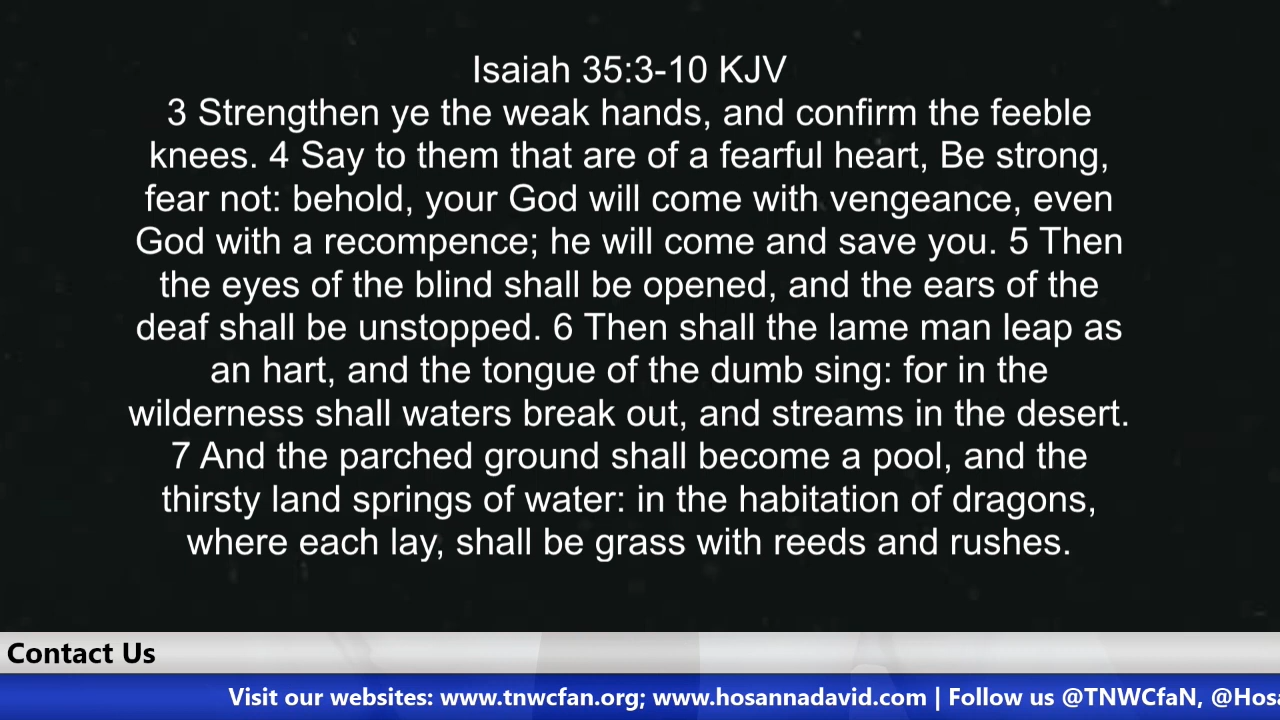 Isaiah 35:3-10 KJV
3 Strengthen ye the weak hands, and confirm the feeble
knees. 4 Say to them that are of a fearful heart, Be strong,
fear not: behold, your God will come with vengeance, even
God with a recompence; he will come and save you. 5 Then
the eyes of the blind shall be opened, and the ears of the
deaf shall be unstopped. 6 Then shall the lame man leap as
an hart, and the tongue of the dumb sing: for in the
wilderness shall waters break out, and streams in the desert.
7 And the parched ground shall become a pool, and the
thirsty land springs of water: in the habitation of dragons,
where each lay, shall be grass with reeds and rushes.
Contact Us
Visit our websites: www.tnwcfan.org; www.hosannadavid.com | Follow us @TNWCfaN,